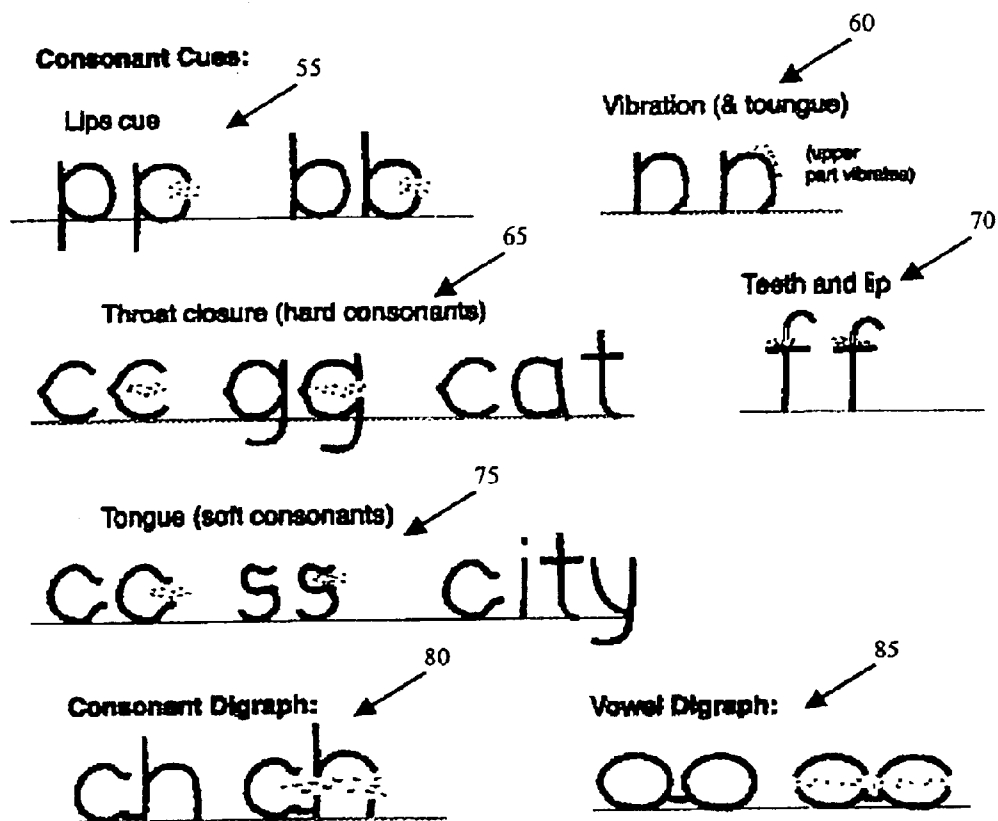 60
Consonant Cues:
55
Lips cue
Vibration (& toungue)
pp bb
nn
(upper
part vibrates)
65
70
Throat closure (hard consonants)
Teeth and lip
cc gg cat
ff
75
Tongue (soft consonants)
cc ss city
80
85
Consonant Digraph:
Vowel Digraph:
ch ch
oo oo